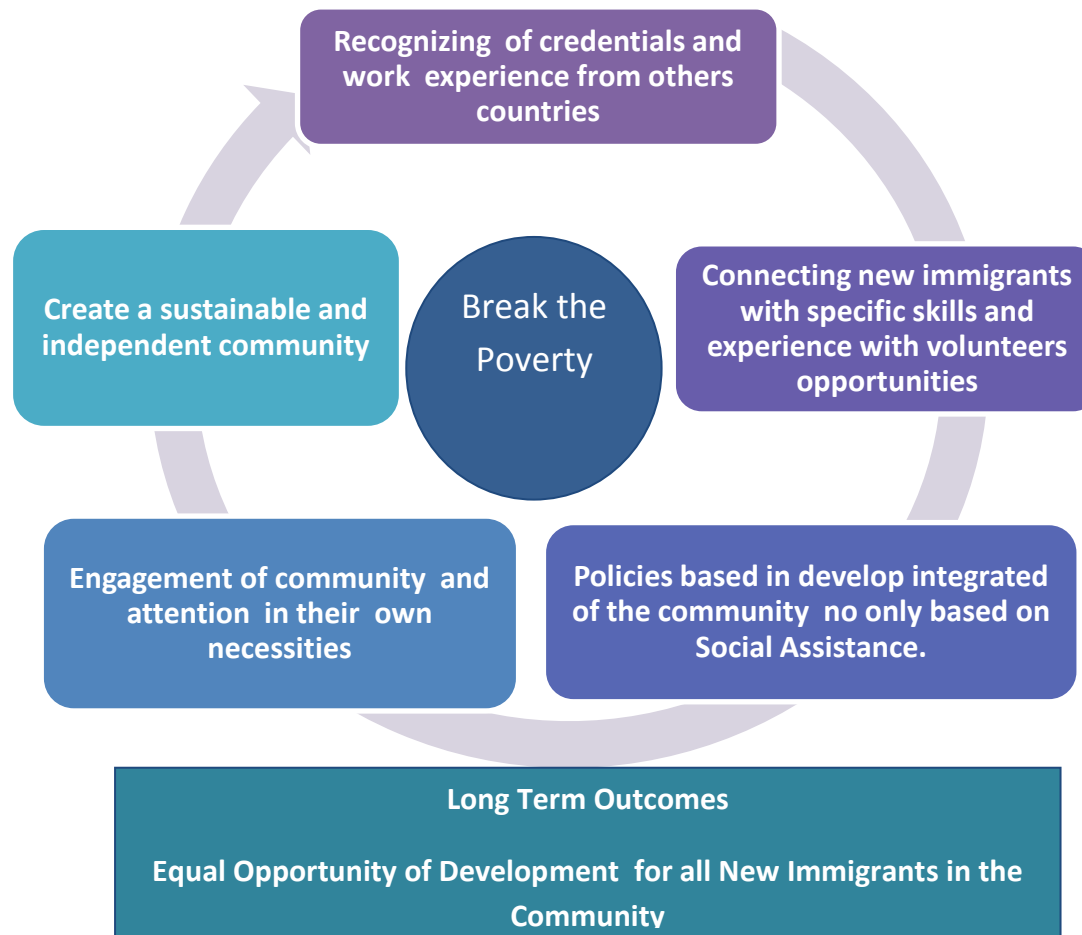 Recognizing of credentials and
work experience from others
countries
Connecting new immigrants
with specific skills and
experience with volunteers
opportunities
Policies based in develop integrated
of the community no only based on
Social Assistance.
Engagement of community and
attention in their own
necessities
Create a sustainable and
independent community
Break the
Poverty
Long Term Outcomes
Equal Opportunity of Development for all New Immigrants in the
Community